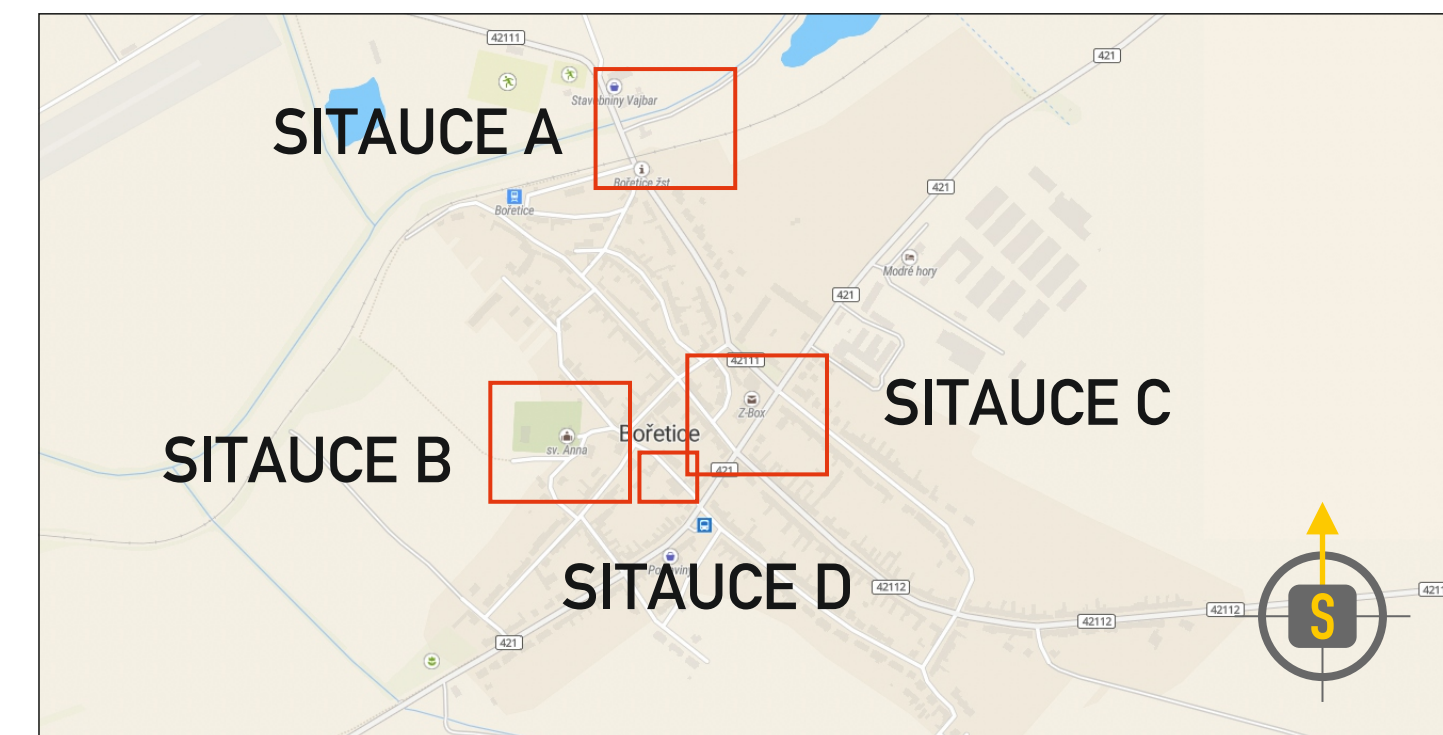 42111
421
Stavebniny Vajbar
SITAUCE A
Bořetice žst.
421
Bořetice
Modré hory
421
42111
SITAUCE C
Z-Box
Bořetice
sv. Anna
SITAUCE B
421
SITAUCE D
42112
42112
42112
421
S